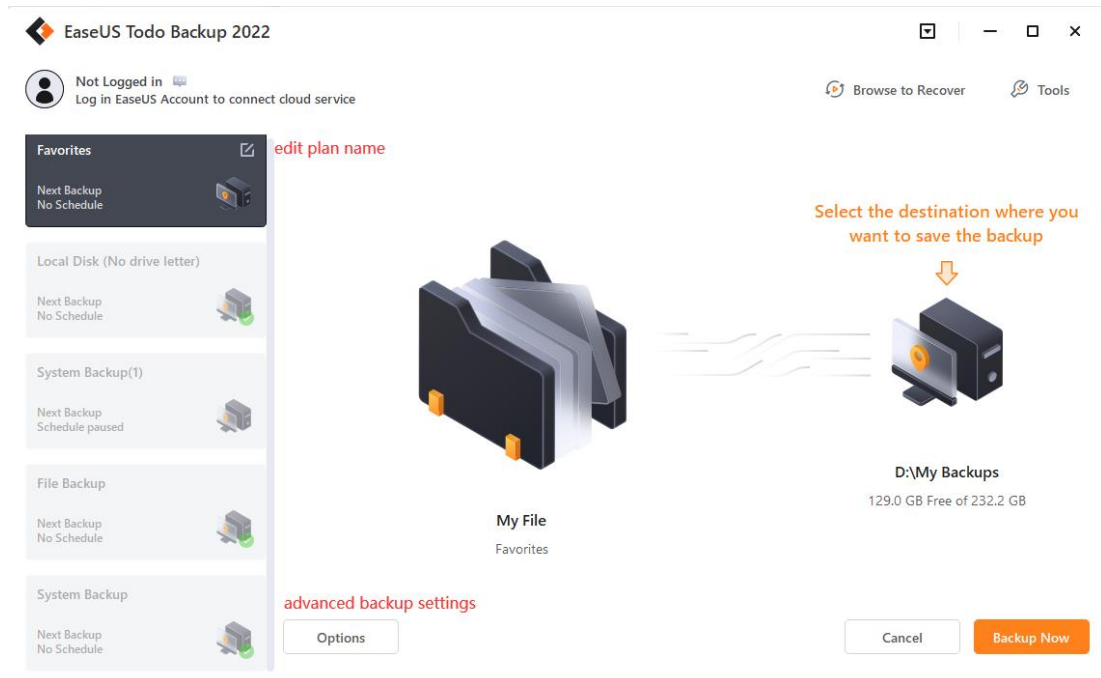 EaseUS Todo Backup 2022
Not Logged in
Log in EaseUS Account to connect cloud service
Browse to Recover
Tools
Favorites
edit plan name
Next Backup
No Schedule
Local Disk (No drive letter)
Next Backup
No Schedule
System Backup(1)
Next Backup
Schedule paused
File Backup
Next Backup
No Schedule
System Backup
Next Backup
No Schedule
Select the destination where you
want to save the backup
D:\My Backups
129.0 GB Free of 232.2 GB
My File
Favorites
advanced backup settings
Options
Cancel
Backup Now